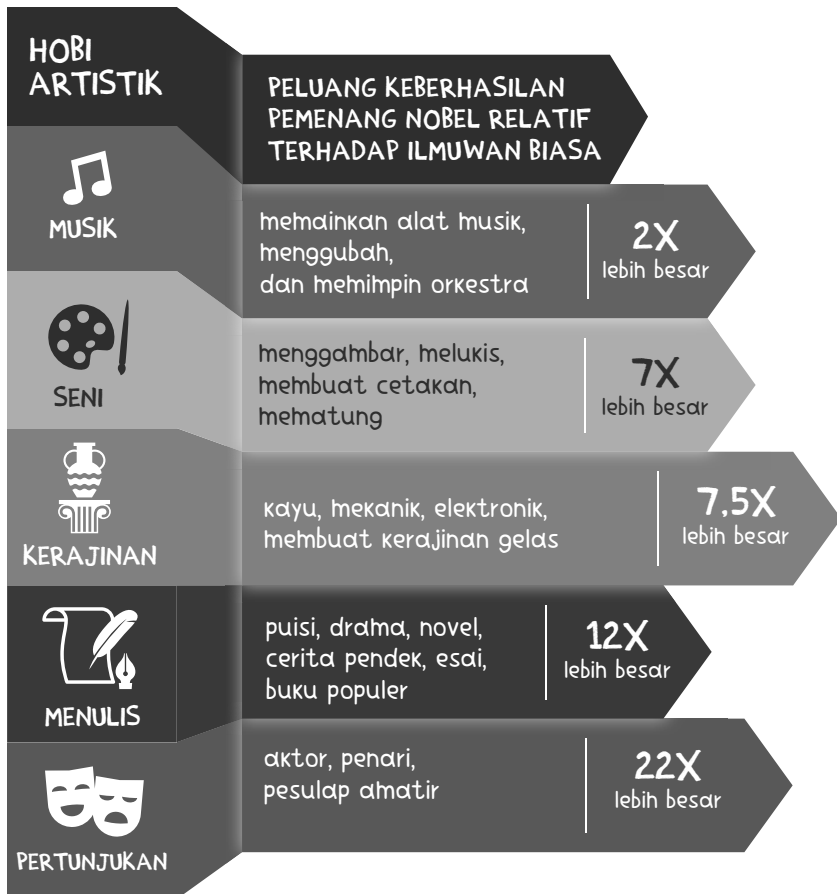 HOBI
ARTISTIK
PELUANG KEBERHASILAN
PEMENANG NOBEL RELATIF
TERHADAP ILMUWAN BIASA
MUSIK
memainkan alat musik,
menggubah,
dan memimpin orkestra
2X
lebih besar
SENI
menggambar, melukis,
membuat cetakan,
mematung
7X
lebih besar
KERAJINAN
kayu, mekanik, elektronik,
membuat kerajinan gelas
7,5X
lebih besar
MENULIS
puisi, drama, novel,
cerita pendek, esai,
buku populer
12X
lebih besar
PERTUNJUKAN
aktor, penari,
pesulap amatir
22X
lebih besar